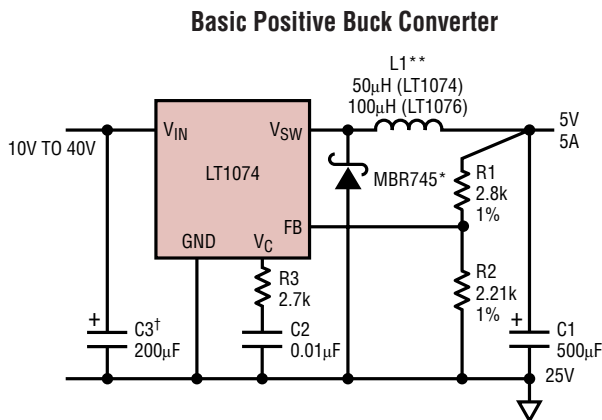 Basic Positive Buck Converter
L1**
50µH (LT1074)
100µH (LT1076)
5V
5A
10V TO 40V
VIN
VSW
LT1074
MBR745*
R1
2.8k
1%
FB
GND
VC
R3
2.7k
R2
2.21k
1%
+
C3†
200µF
C2
0.01µF
+
C1
500µF
25V